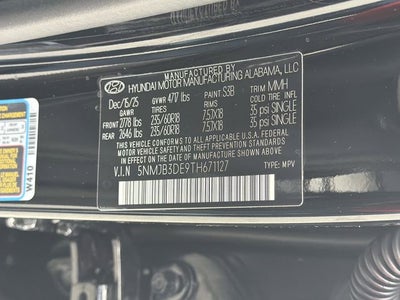 MANUFACTURED BY
HYUNDAI MOTOR MANUFACTURING ALABAMA, LLC
Dec/15/25 GVWR 4717 lbs PAINT S3B TRIM MMH
GAWR TIRES RIMS COLD TIRE INFL
FRONT 2778 lbs 235/60R18 7.5JX18 35 psi SINGLE
REAR 2646 lbs 235/60R18 7.5JX18 35 psi SINGLE
THIS VEHICLE CONFORMS TO ALL APPLICABLE U.S.A. FEDERAL
MOTOR VEHICLE SAFETY, BUMPER, AND THEFT PREVENTION
STANDARDS IN EFFECT ON THE DATE OF MANUFACTURE SHOWN ABOVE.
V.I.N 5NMJB3DE9TH671127 TYPE: MPV
W410